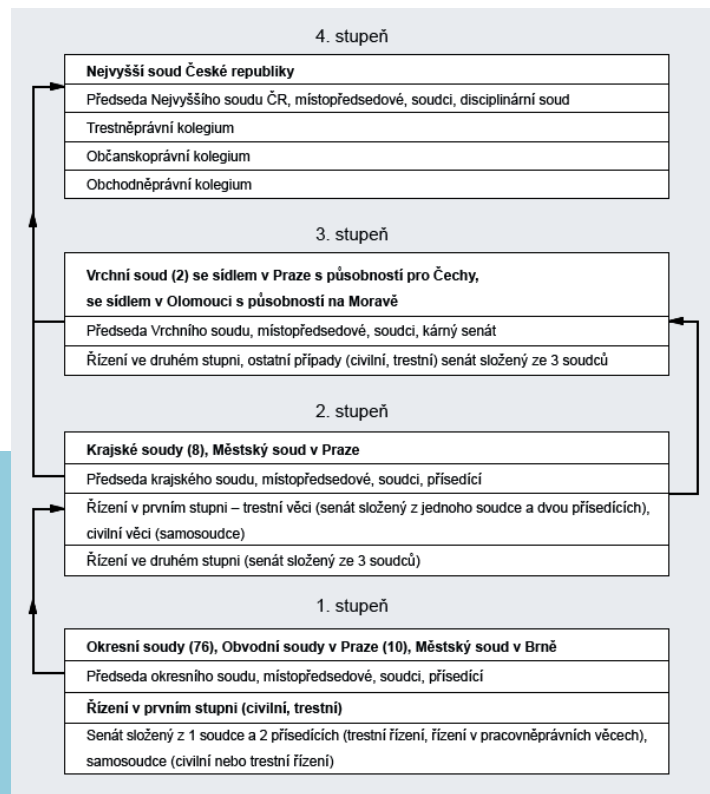 4. stupeň
Nejvyšší soud České republiky
Předseda Nejvyššího soudu ČR, místopředsedové, soudci, disciplinární soud
Trestněprávní kolegium
Občanskoprávní kolegium
Obchodněprávní kolegium
3. stupeň
Vrchní soud (2) se sídlem v Praze s působností pro Čechy,
se sídlem v Olomouci s působností na Moravě
Předseda Vrchního soudu, místopředsedové, soudci, kárný senát
Řízení ve druhém stupni, ostatní případy (civilní, trestní) senát složený ze 3 soudců
2. stupeň
Krajské soudy (8), Městský soud v Praze
Předseda krajského soudu, místopředsedové, soudci, přísedící
Řízení v prvním stupni – trestní věci (senát složený z jednoho soudce a dvou přísedících),
civilní věci (samosoudce)
Řízení ve druhém stupni (senát složený ze 3 soudců)
1. stupeň
Okresní soudy (76), Obvodní soudy v Praze (10), Městský soud v Brně
Předseda okresního soudu, místopředsedové, soudci, přísedící
Řízení v prvním stupni (civilní, trestní)
Senát složený z 1 soudce a 2 přísedících (trestní řízení, řízení v pracovněprávních věcech),
samosoudce (civilní nebo trestní řízení)